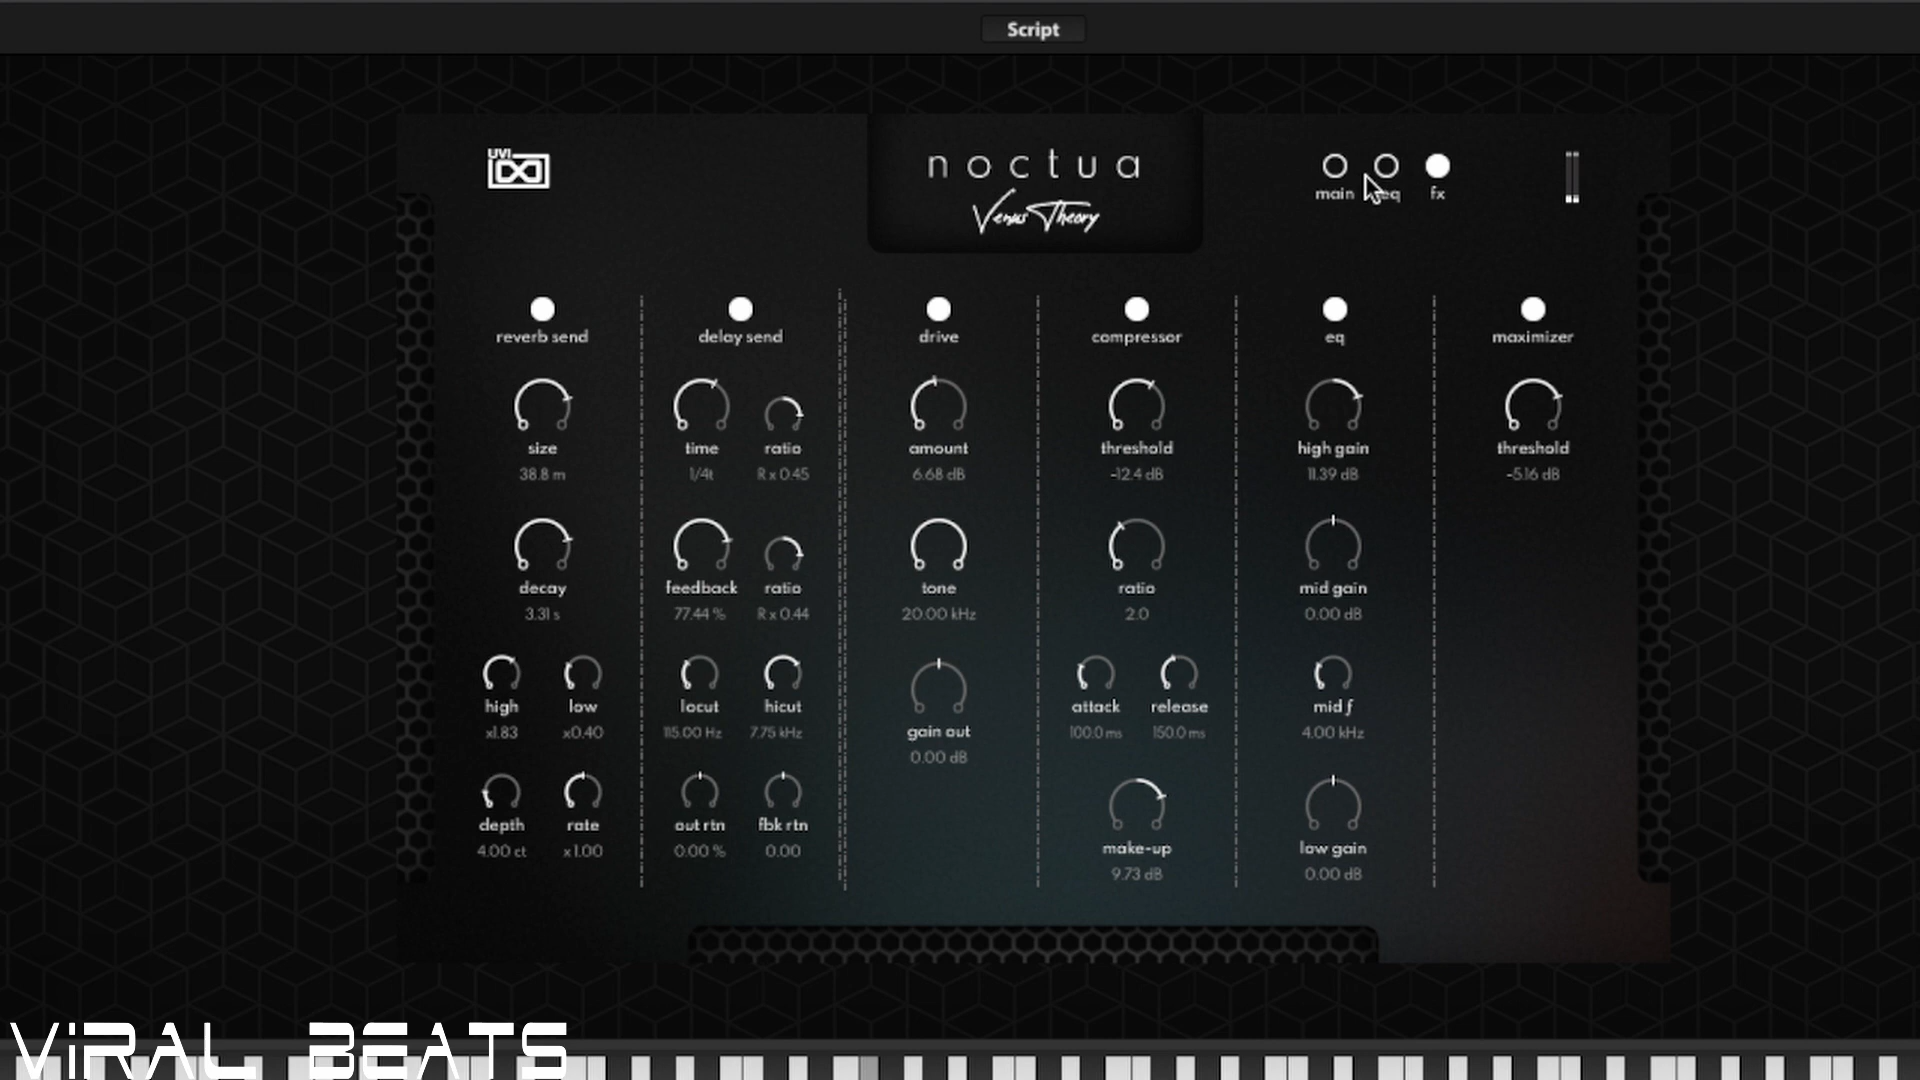 Script
UVI
noctua
Venus Theory
main eq fx
reverb send delay send drive compressor eq maximizer
size time ratio amount threshold high gain threshold
38.8 m 1/4t R x 0.45 6.68 dB -12.4 dB 11.39 dB -5.16 dB
decay feedback ratio tone ratio mid gain
3.31 s 77.44 % R x 0.44 20.00 kHz 2.0 0.00 dB
high low locut hicut attack release mid f
x1.83 x0.40 115.00 Hz 7.75 kHz 100.0 ms 150.0 ms 4.00 kHz
gain out
0.00 dB
depth rate out rtn fbk rtn
4.00 ct x1.00 0.00 % 0.00
make-up low gain
9.73 dB 0.00 dB
ViRAL BEATS